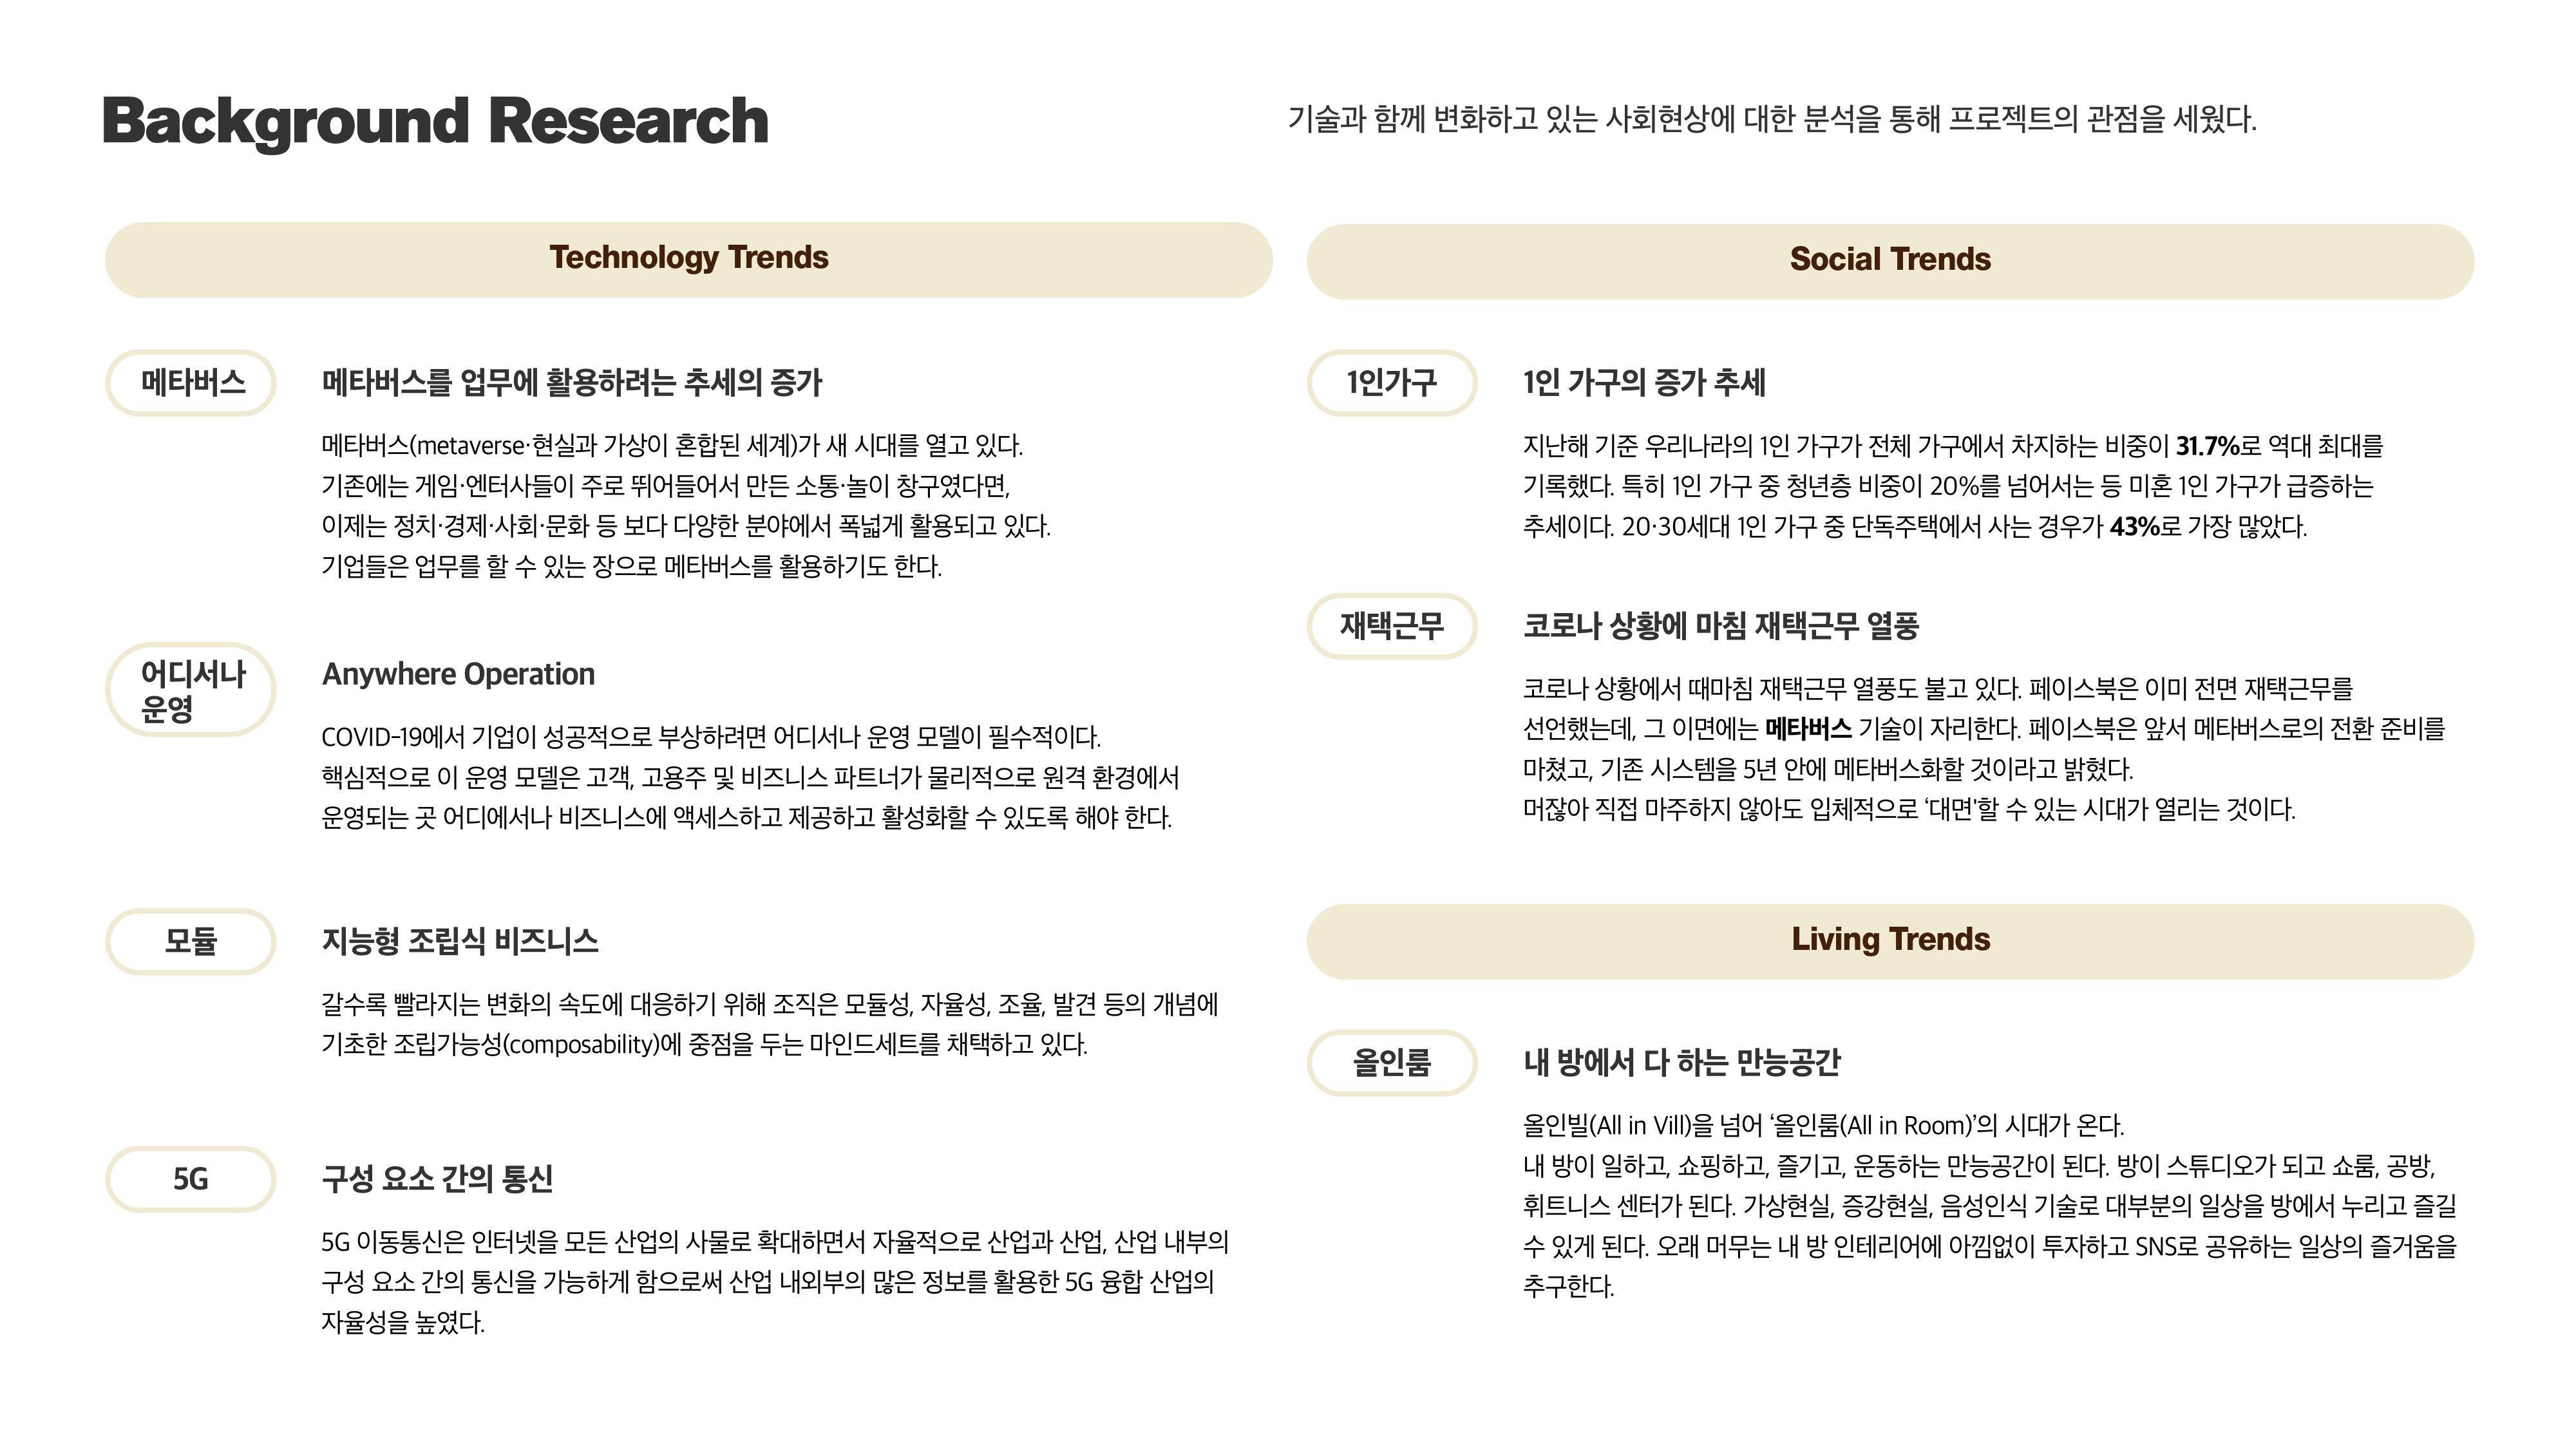 Background Research
기술과 함께 변화하고 있는 사회현상에 대한 분석을 통해 프로젝트의 관점을 세웠다.
Technology Trends
메타버스
메타버스를 업무에 활용하려는 추세의 증가
메타버스(metaverse·현실과 가상이 혼합된 세계)가 새 시대를 열고 있다.
기존에는 게임·엔터사들이 주로 뛰어들어서 만든 소통·놀이 창구였다면,
이제는 정치·경제·사회·문화 등 보다 다양한 분야에서 폭넓게 활용되고 있다.
기업들은 업무를 할 수 있는 장으로 메타버스를 활용하기도 한다.
어디서나
운영
Anywhere Operation
COVID-19에서 기업이 성공적으로 부상하려면 어디서나 운영 모델이 필수적이다.
핵심적으로 이 운영 모델은 고객, 고용주 및 비즈니스 파트너가 물리적으로 원격 환경에서
운영되는 곳 어디에서나 비즈니스에 액세스하고 제공하고 활성화할 수 있도록 해야 한다.
모듈
지능형 조립식 비즈니스
갈수록 빨라지는 변화의 속도에 대응하기 위해 조직은 모듈성, 자율성, 조율, 발견 등의 개념에
기초한 조립가능성(composability)에 중점을 두는 마인드세트를 채택하고 있다.
5G
구성 요소 간의 통신
5G 이동통신은 인터넷을 모든 산업의 사물로 확대하면서 자율적으로 산업과 산업, 산업 내부의
구성 요소 간의 통신을 가능하게 함으로써 산업 내외부의 많은 정보를 활용한 5G 융합 산업의
자율성을 높였다.
Social Trends
1인가구
1인 가구의 증가 추세
지난해 기준 우리나라의 1인 가구가 전체 가구에서 차지하는 비중이 31.7%로 역대 최대를
기록했다. 특히 1인 가구 중 청년층 비중이 20%를 넘어서는 등 미혼 1인 가구가 급증하는
추세이다. 20·30세대 1인 가구 중 단독주택에서 사는 경우가 43%로 가장 많았다.
재택근무
코로나 상황에 마침 재택근무 열풍
코로나 상황에서 때마침 재택근무 열풍도 불고 있다. 페이스북은 이미 전면 재택근무를
선언했는데, 그 이면에는 메타버스 기술이 자리한다. 페이스북은 앞서 메타버스로의 전환 준비를
마쳤고, 기존 시스템을 5년 안에 메타버스화할 것이라고 밝혔다.
머잖아 직접 마주하지 않아도 입체적으로 ‘대면'할 수 있는 시대가 열리는 것이다.
Living Trends
올인룸
내 방에서 다 하는 만능공간
올인빌(All in Vill)을 넘어 ‘올인룸(All in Room)’의 시대가 온다.
내 방이 일하고, 쇼핑하고, 즐기고, 운동하는 만능공간이 된다. 방이 스튜디오가 되고 쇼룸, 공방,
휘트니스 센터가 된다. 가상현실, 증강현실, 음성인식 기술로 대부분의 일상을 방에서 누리고 즐길
수 있게 된다. 오래 머무는 내 방 인테리어에 아낌없이 투자하고 SNS로 공유하는 일상의 즐거움을
추구한다.